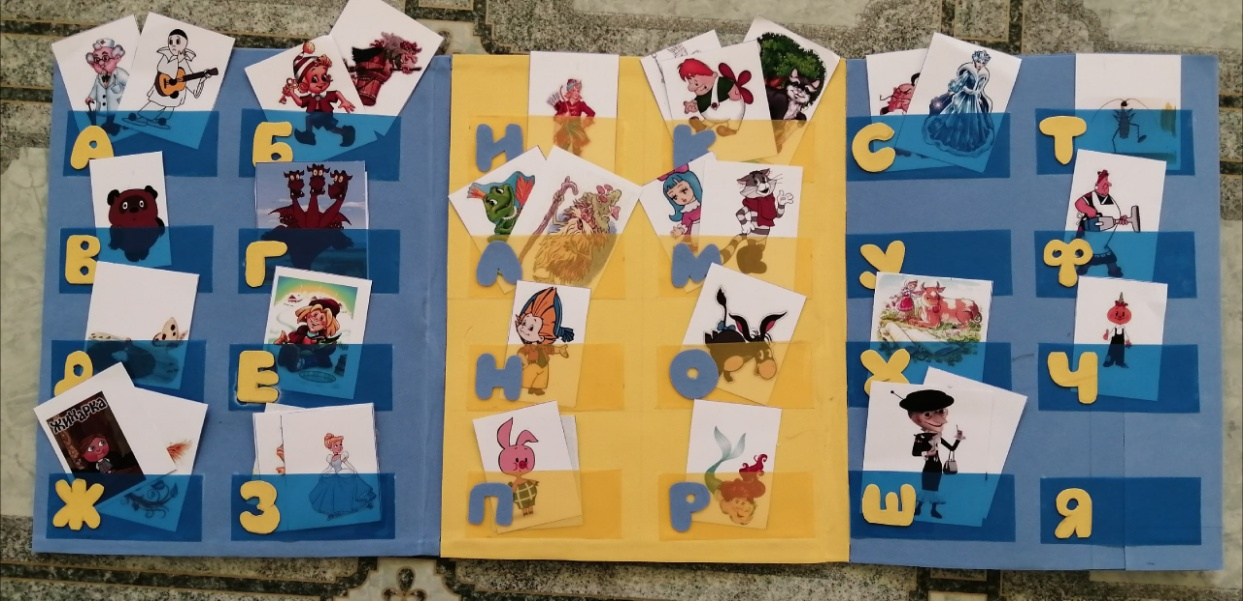 А Б
В Г
Д Е
ЖИХАРКА
Ж З
И К
Л М
Н О
П Р
С Т
У Ф
Х Ч
Ш Я